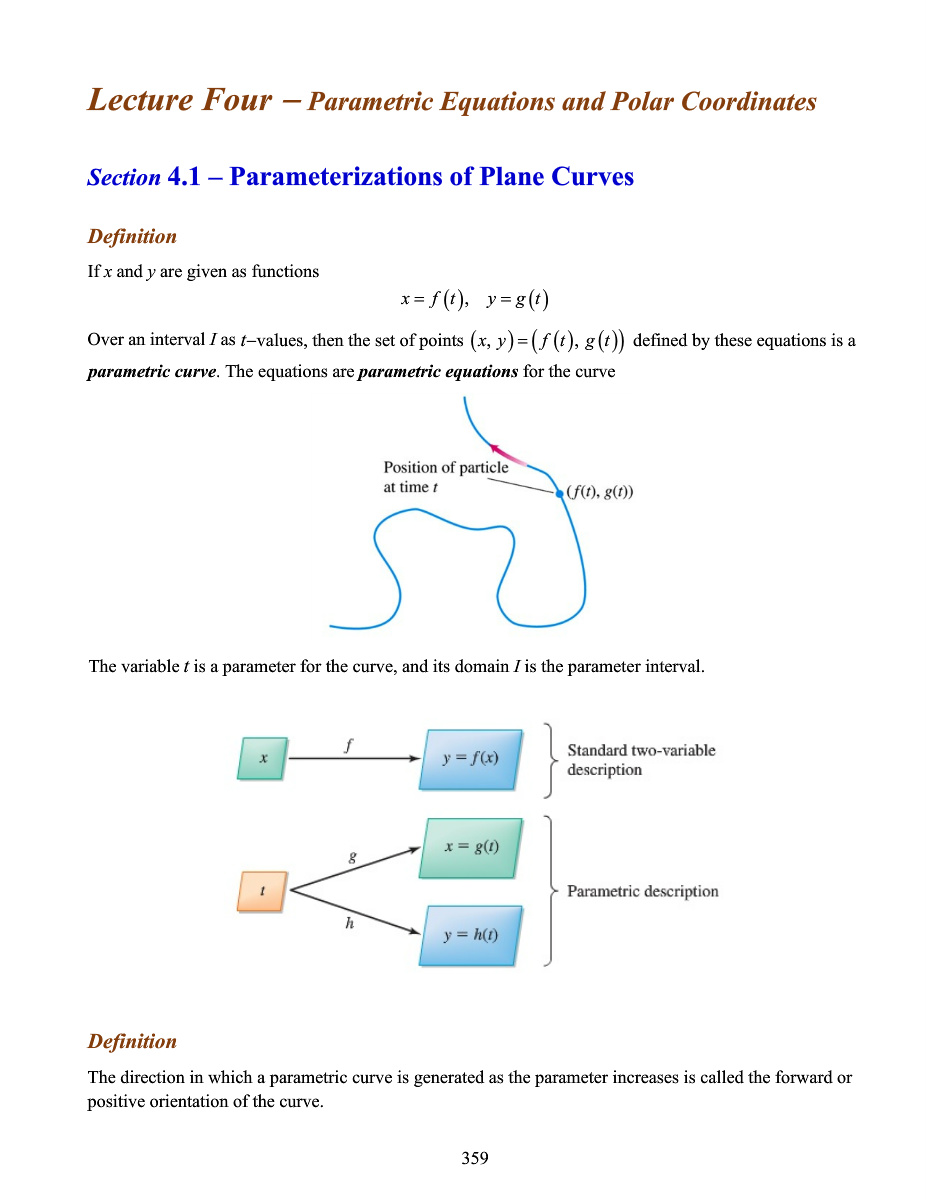 Lecture Four – Parametric Equations and Polar Coordinates
Section 4.1 – Parameterizations of Plane Curves
Definition
If x and y are given as functions
x = f(t), y = g(t)
Over an interval I as t–values, then the set of points (x, y) = (f(t), g(t)) defined by these equations is a
parametric curve. The equations are parametric equations for the curve
Position of particle
at time t
(f(t), g(t))
The variable t is a parameter for the curve, and its domain I is the parameter interval.
x
f
y = f(x)
Standard two-variable
description
t
g
x = g(t)
h
y = h(t)
Parametric description
Definition
The direction in which a parametric curve is generated as the parameter increases is called the forward or
positive orientation of the curve.
359